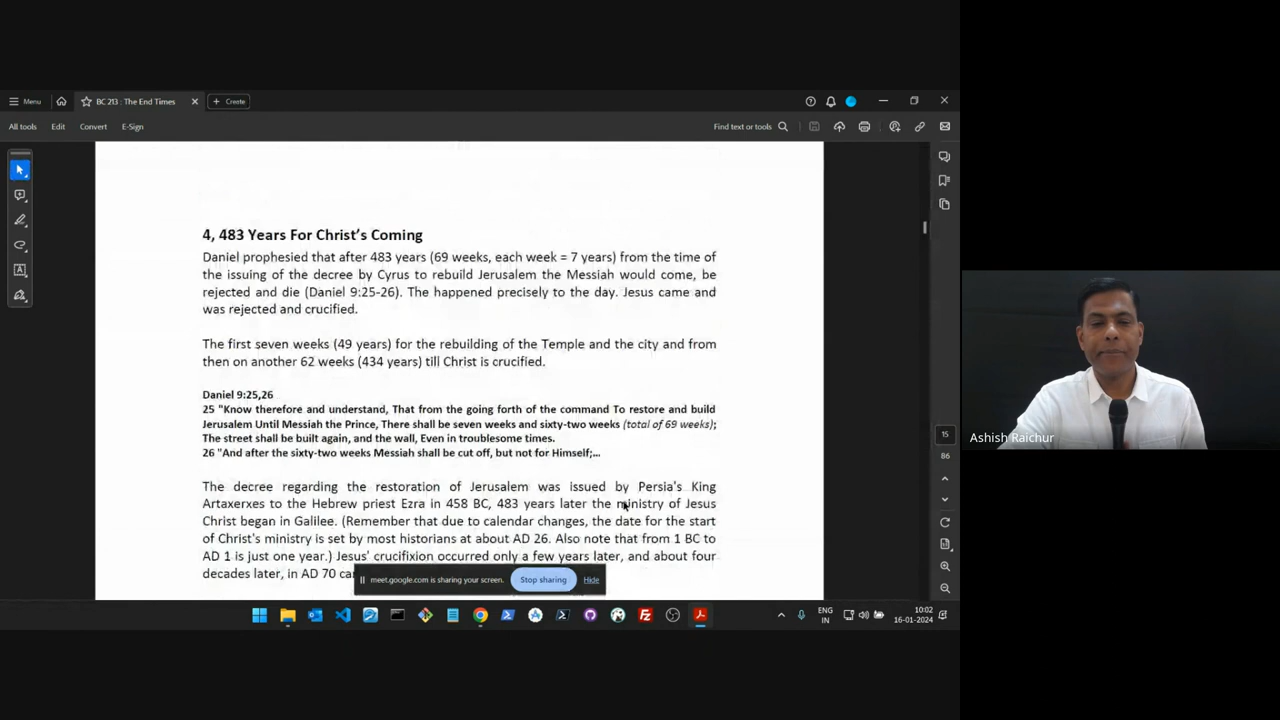 Menu
BC 213 : The End Times
Create
All tools
Edit
Convert
E-Sign
Find text or tools
4, 483 Years For Christ's Coming
Daniel prophesied that after 483 years (69 weeks, each week = 7 years) from the time of
the issuing of the decree by Cyrus to rebuild Jerusalem the Messiah would come, be
rejected and die (Daniel 9:25-26). The happened precisely to the day. Jesus came and
was rejected and crucified.
The first seven weeks (49 years) for the rebuilding of the Temple and the city and from
then on another 62 weeks (434 years) till Christ is crucified.
Daniel 9:25,26
25 "Know therefore and understand, That from the going forth of the command To restore and build
Jerusalem Until Messiah the Prince, There shall be seven weeks and sixty-two weeks (total of 69 weeks);
The street shall be built again, and the wall, Even in troublesome times.
26 "And after the sixty-two weeks Messiah shall be cut off, but not for Himself;...
The decree regarding the restoration of Jerusalem was issued by Persia's King
Artaxerxes to the Hebrew priest Ezra in 458 BC, 483 years later the ministry of Jesus
Christ began in Galilee. (Remember that due to calendar changes, the date for the start
of Christ's ministry is set by most historians at about AD 26. Also note that from 1 BC to
AD 1 is just one year.) Jesus' crucifixion occurred only a few years later, and about four
decades later, in AD 70
15
86
meet.google.com is sharing your screen.
Stop sharing
Hide
ENG
IN
10:02
16-01-2024
Ashish Raichur